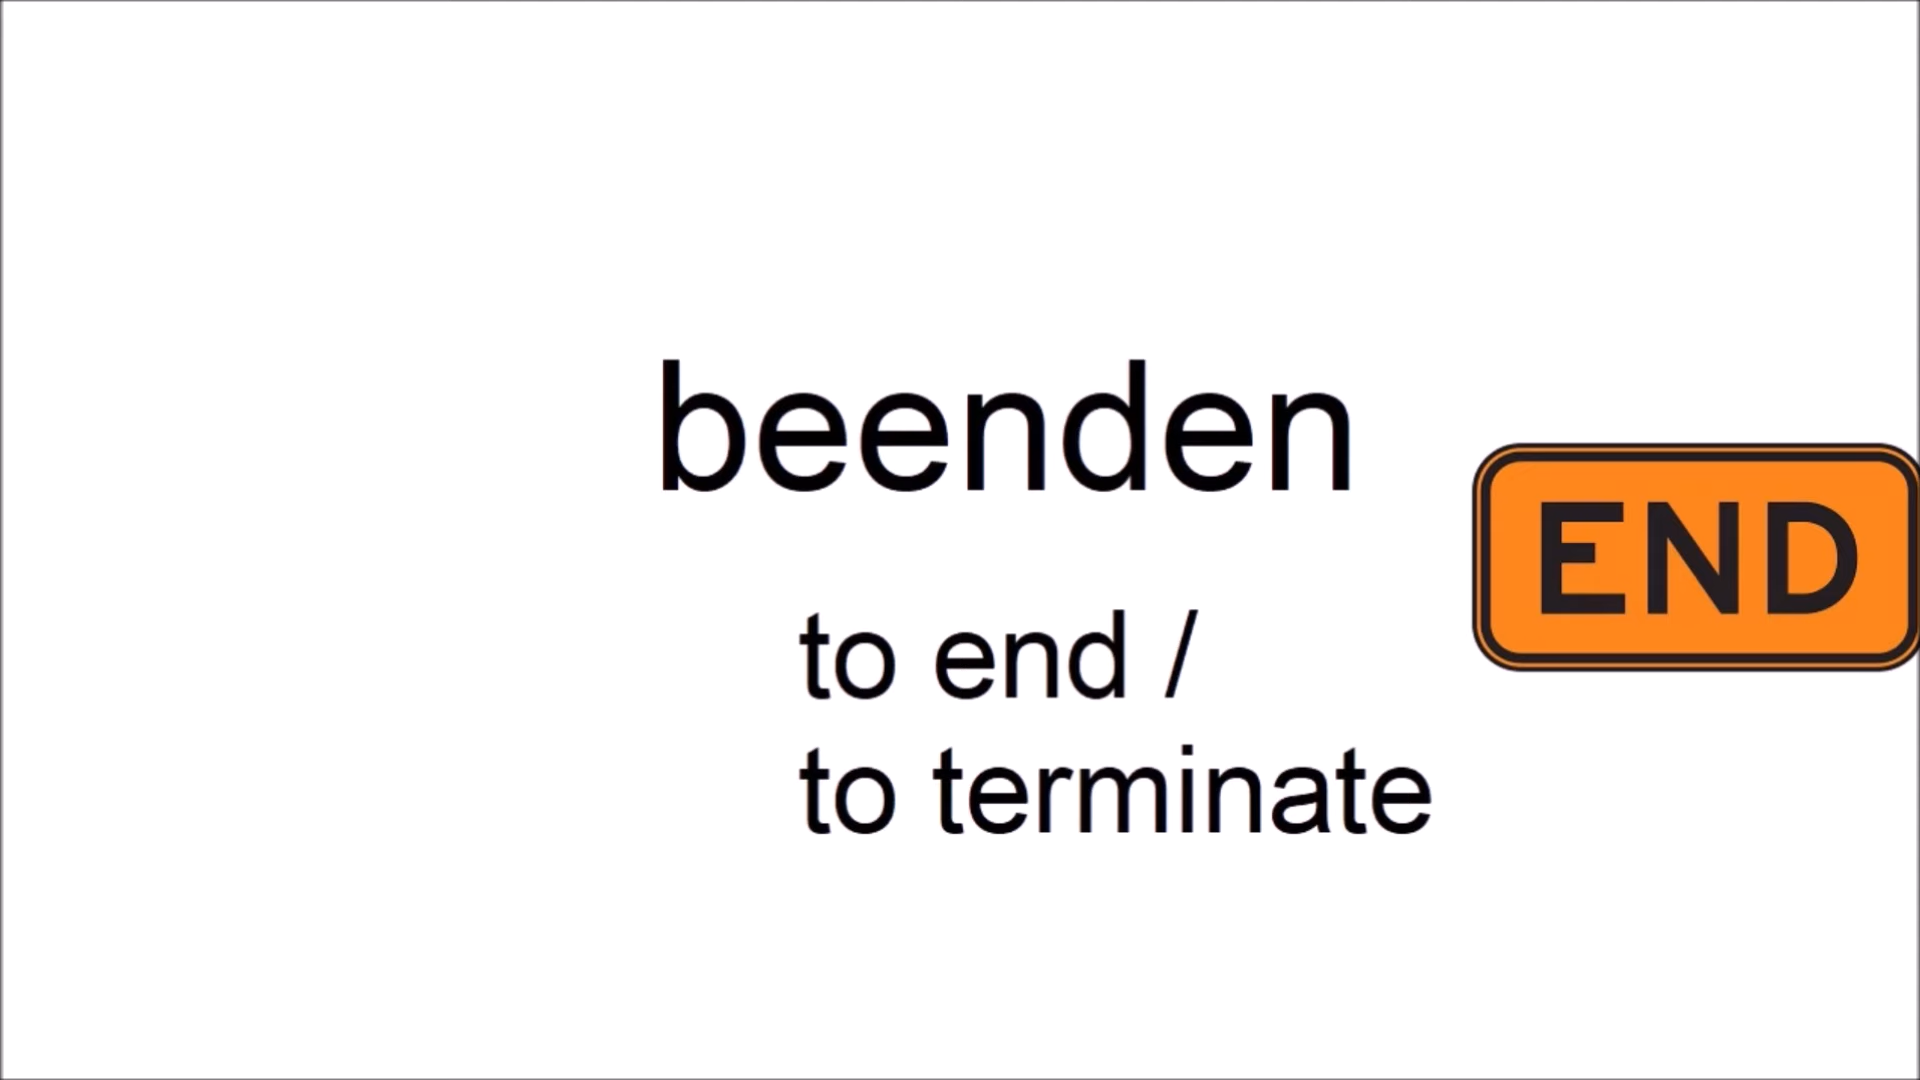 beenden
END
to end /
to terminate